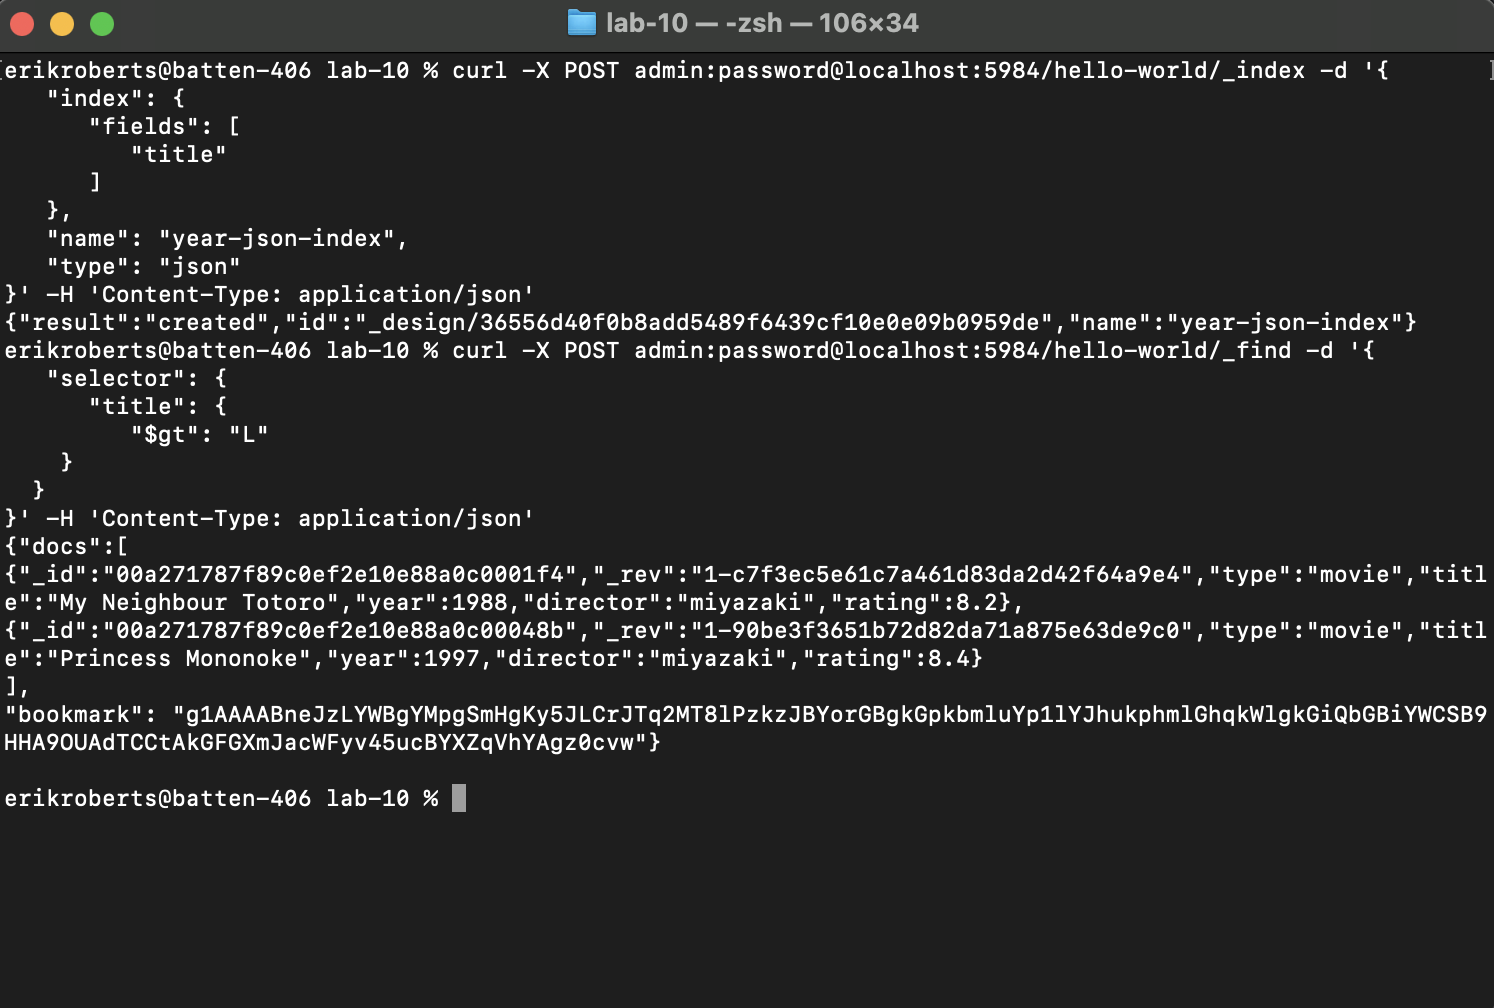 lab-10 — -zsh — 106×34
erikroberts@batten-406 lab-10 % curl -X POST admin:password@localhost:5984/hello-world/_index -d '{
   "index": {
      "fields": [
         "title"
      ]
   },
   "name": "year-json-index",
   "type": "json"
}' -H 'Content-Type: application/json'
{"result":"created","id":"_design/36556d40f0b8add5489f6439cf10e0e09b0959de","name":"year-json-index"}
erikroberts@batten-406 lab-10 % curl -X POST admin:password@localhost:5984/hello-world/_find -d '{
   "selector": {
      "title": {
         "$gt": "L"
    }
  }
}' -H 'Content-Type: application/json'
{"docs":[
{"_id":"00a271787f89c0ef2e10e88a0c0001f4","_rev":"1-c7f3ec5e61c7a461d83da2d42f64a9e4","type":"movie","titl
e":"My Neighbour Totoro","year":1988,"director":"miyazaki","rating":8.2},
{"_id":"00a271787f89c0ef2e10e88a0c00048b","_rev":"1-90be3f3651b72d82da71a875e63de9c0","type":"movie","titl
e":"Princess Mononoke","year":1997,"director":"miyazaki","rating":8.4}
],
"bookmark": "g1AAAABneJzLYWBgYMpgSmHgKy5JLCrJTq2MT8lPzkzJBYorGBgkGpkbmluYp1lYJhukphmlGhqkWlgkGiQbGBiYWCSB9
HHA9OUAdTCCtAkGFGXmJacWFyv45ucBYXZqVhYAgz0cvw"}
erikroberts@batten-406 lab-10 %